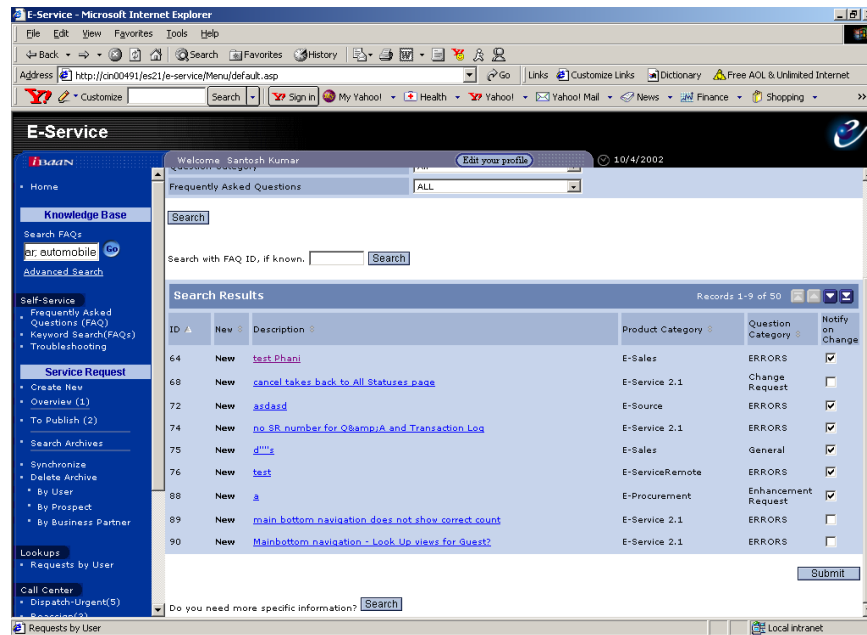 E-Service - Microsoft Internet Explorer
File Edit View Favorites Tools Help
Back Search Favorites History
Address http://cin00491/es21/e-service/Menu/default.asp Go Links Customize Links Dictionary Free AOL & Unlimited Internet
Y! Customize Search Sign in My Yahoo! Health Yahoo! Yahoo! Mail News Finance Shopping »
E-Service
iBaan Welcome Santosh Kumar Edit your profile 10/4/2002
Home
Question Category All
Frequently Asked Questions ALL
Knowledge Base
Search
Search FAQs
ar; automobile Go
Search with FAQ ID, if known. Search
Advanced Search
Self-Service
Frequently Asked
Questions (FAQ)
Keyword Search(FAQs)
Troubleshooting
Service Request
Create New
Overview (1)
To Publish (2)
Search Archives
Synchronize
Delete Archive
By User
By Prospect
By Business Partner
Lookups
Requests by User
Call Center
Dispatch-Urgent(5)
Reassign(3)
Search Results Records 1-9 of 50
ID New Description Product Category Question Category Notify on Change
64 New test Phani E-Sales ERRORS
68 New cancel takes back to All Statuses page E-Service 2.1 Change Request
72 New asdasd E-Source ERRORS
74 New no SR number for Q&amp;A and Transaction Log E-Service 2.1 ERRORS
75 New d""s E-Sales General
76 New test E-ServiceRemote ERRORS
88 New a E-Procurement Enhancement Request
89 New main bottom navigation does not show correct count E-Service 2.1 ERRORS
90 New Mainbottom navigation - Look Up views for Guest? E-Service 2.1 ERRORS
Submit
Do you need more specific information? Search
Requests by User Local intranet